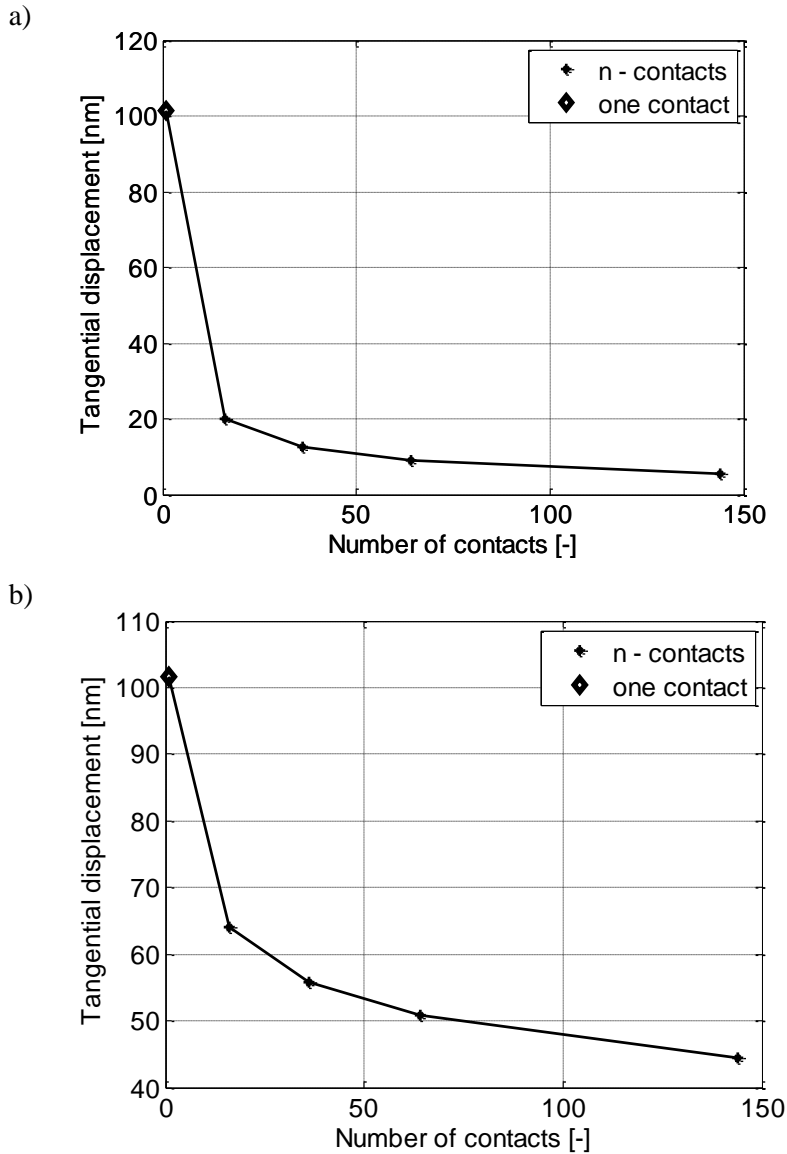 a)
120
100
80
60
40
20
0
Tangential displacement [nm]
n - contacts
one contact
0 50 100 150
Number of contacts [-]
b)
110
100
90
80
70
60
50
40
Tangential displacement [nm]
n - contacts
one contact
0 50 100 150
Number of contacts [-]